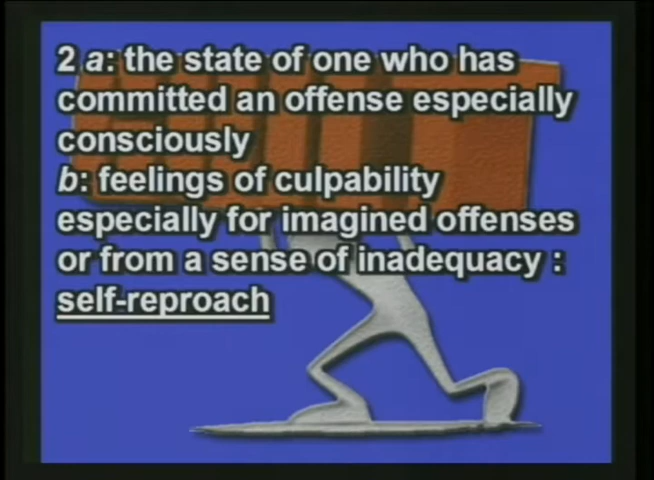 2 a: the state of one who has
committed an offense especially
consciously
b: feelings of culpability
especially for imagined offenses
or from a sense of inadequacy :
self-reproach